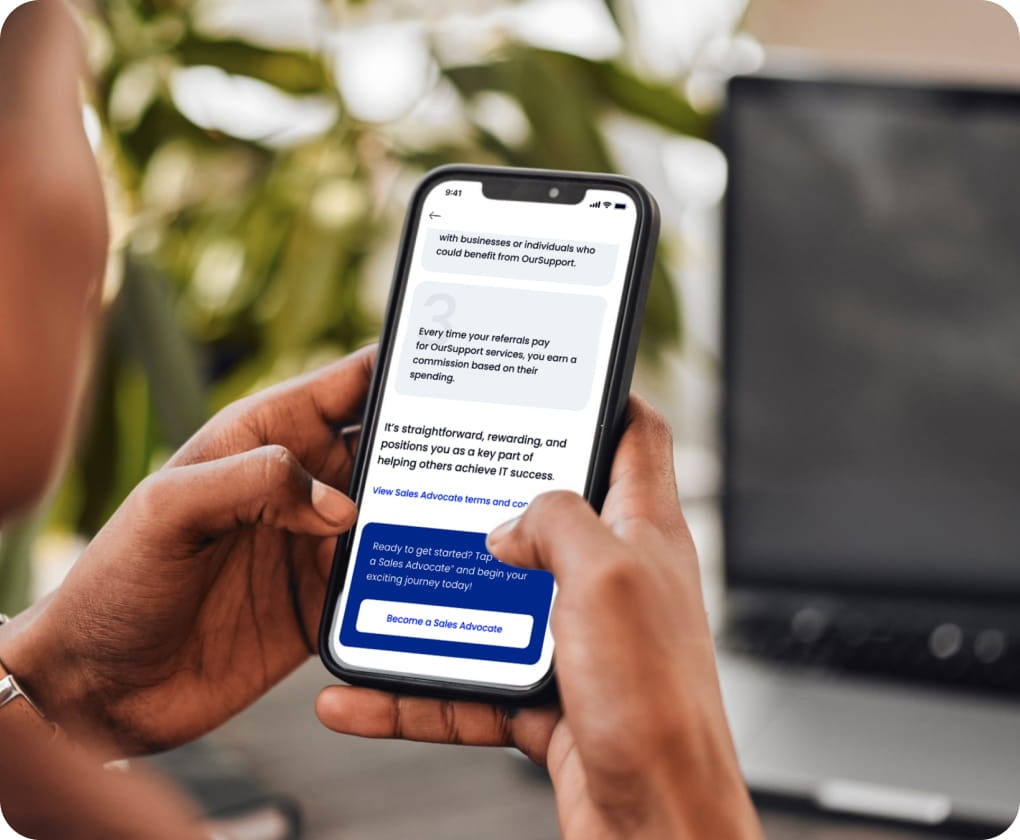 9:41
with businesses or individuals who
could benefit from OurSupport.
3
Every time your referrals pay
for OurSupport services, you earn a
commission based on their
spending.
It's straightforward, rewarding, and
positions you as a key part of
helping others achieve IT success.
View Sales Advocate terms and
Ready to get started? Tap
a Sales Advocate" and begin your
exciting journey today!
Become a Sales Advocate